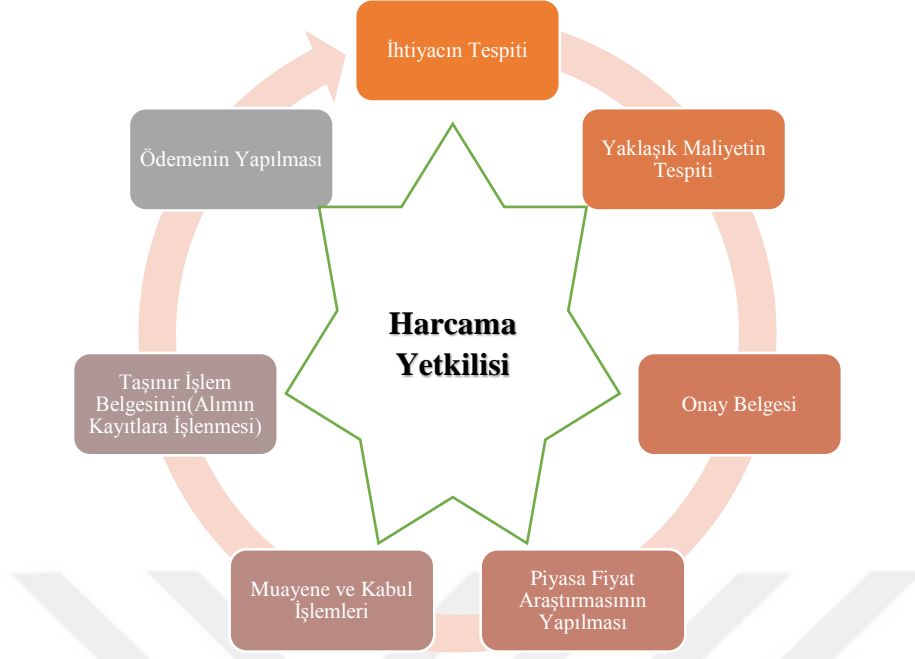 İhtiyacın Tespiti
Yaklaşık Maliyetin
Tespiti
Onay Belgesi
Piyasa Fiyat
Araştırmasının
Yapılması
Muayene ve Kabul
İşlemleri
Taşınır İşlem
Belgesinin(Alımın
Kayıtlara İşlenmesi)
Ödemenin Yapılması
Harcama
Yetkilisi